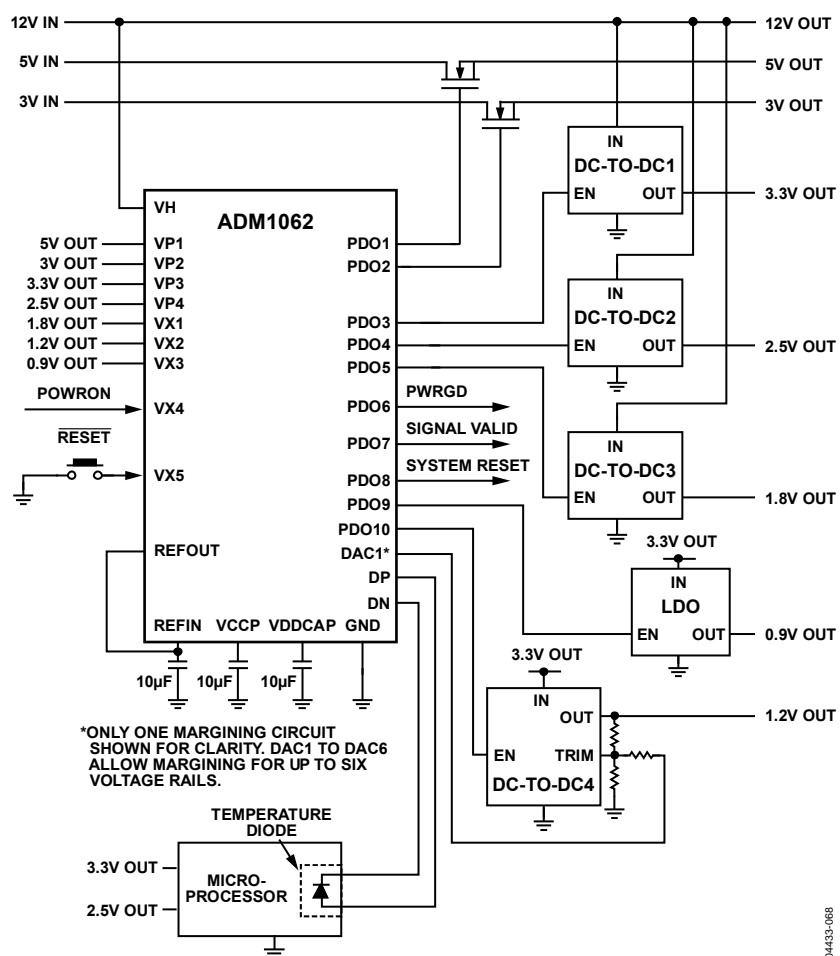 12V IN
12V OUT
5V IN
5V OUT
3V IN
3V OUT
IN
DC-TO-DC1
EN
OUT
3.3V OUT
VH
ADM1062
5V OUT
VP1
PDO1
3V OUT
VP2
PDO2
3.3V OUT
VP3
2.5V OUT
VP4
1.8V OUT
VX1
PDO3
1.2V OUT
VX2
PDO4
0.9V OUT
VX3
PDO5
IN
DC-TO-DC2
EN
OUT
2.5V OUT
POWRON
VX4
PDO6
PWRGD
PDO7
SIGNAL VALID
RESET
VX5
PDO8
SYSTEM RESET
IN
DC-TO-DC3
EN
OUT
1.8V OUT
PDO9
PDO10
REFOUT
DAC1*
DP
DN
3.3V OUT
IN
LDO
EN
OUT
0.9V OUT
REFIN
VCCP
VDDCAP
GND
10µF
10µF
10µF
3.3V OUT
IN
OUT
1.2V OUT
EN
TRIM
DC-TO-DC4
*ONLY ONE MARGINING CIRCUIT
SHOWN FOR CLARITY. DAC1 TO DAC6
ALLOW MARGINING FOR UP TO SIX
VOLTAGE RAILS.
TEMPERATURE
DIODE
3.3V OUT
2.5V OUT
MICRO-
PROCESSOR
04433-068